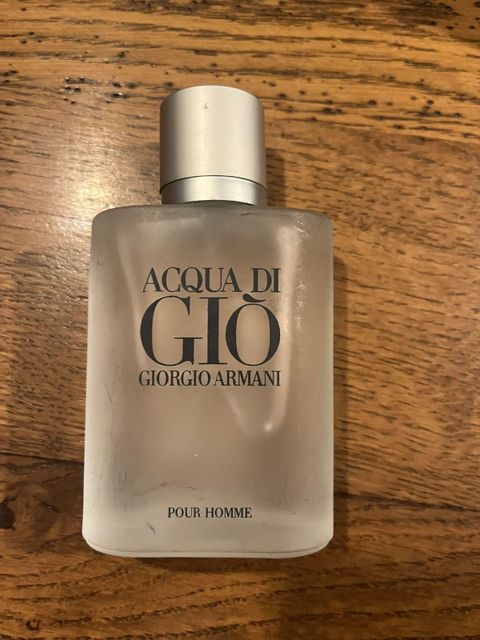 ACQUA DI
GIÒ
GIORGIO ARMANI
POUR HOMME